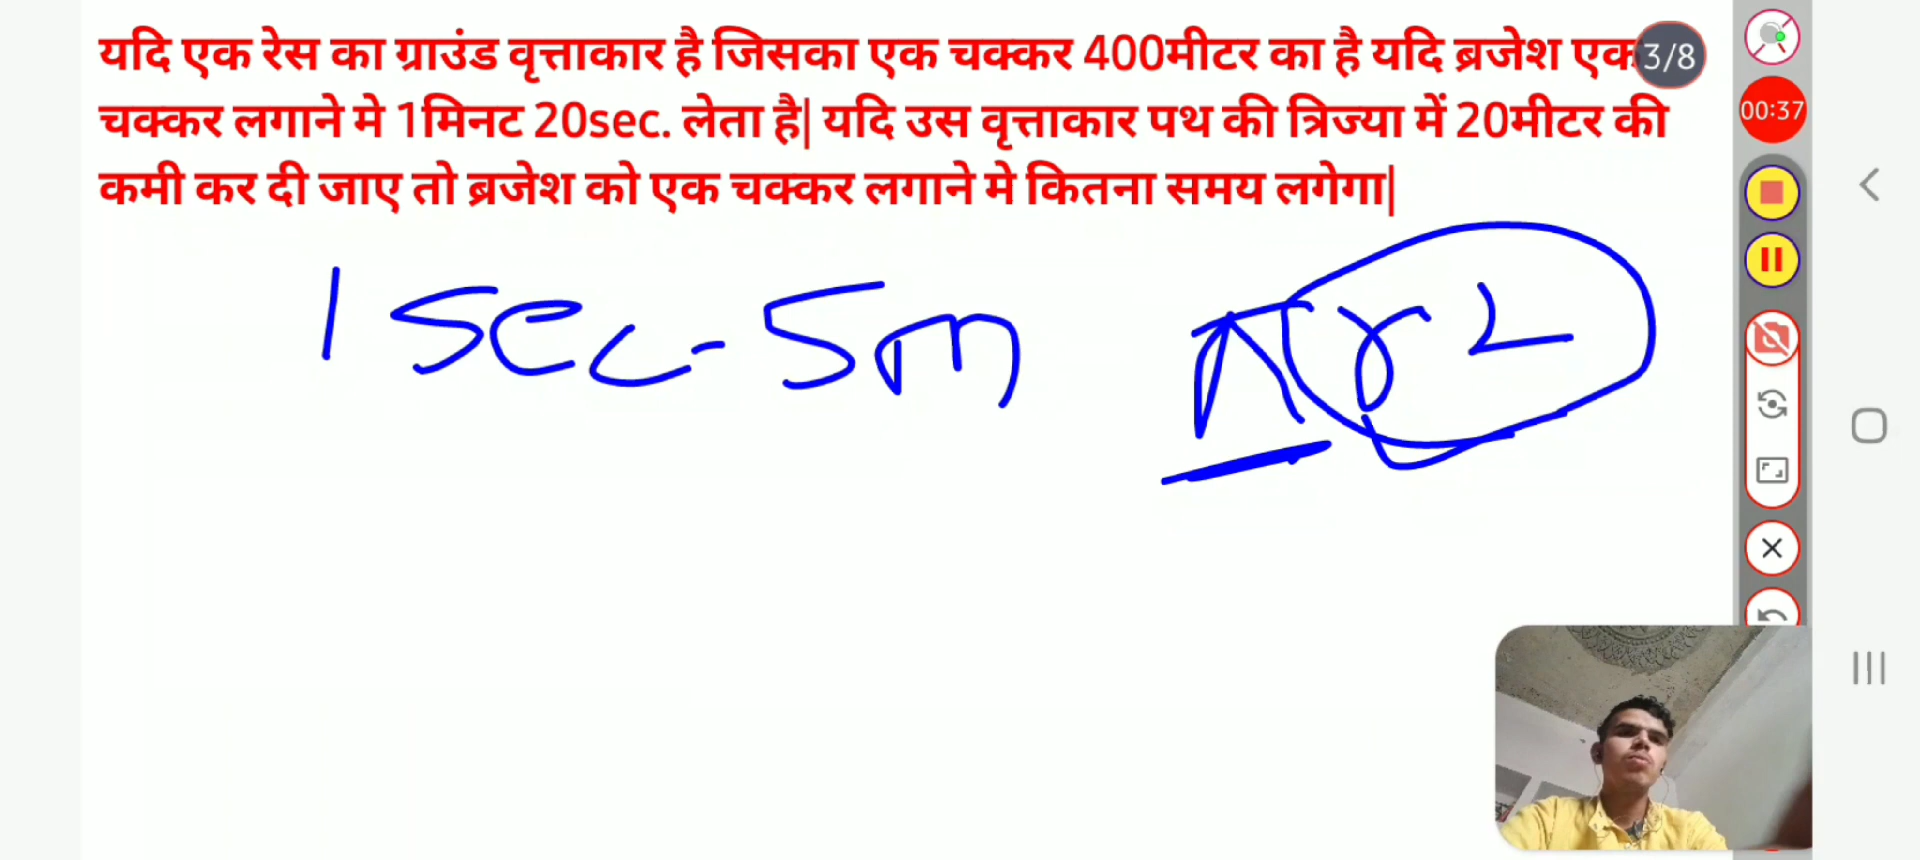 यदि एक रेस का ग्राउंड वृत्ताकार है जिसका एक चक्कर 400मीटर का है यदि ब्रजेश एक
3/8
चक्कर लगाने मे 1मिनट 20sec. लेता है| यदि उस वृत्ताकार पथ की त्रिज्या में 20मीटर की
00:37
कमी कर दी जाए तो ब्रजेश को एक चक्कर लगाने मे कितना समय लगेगा|
1 sec - 5m πr²